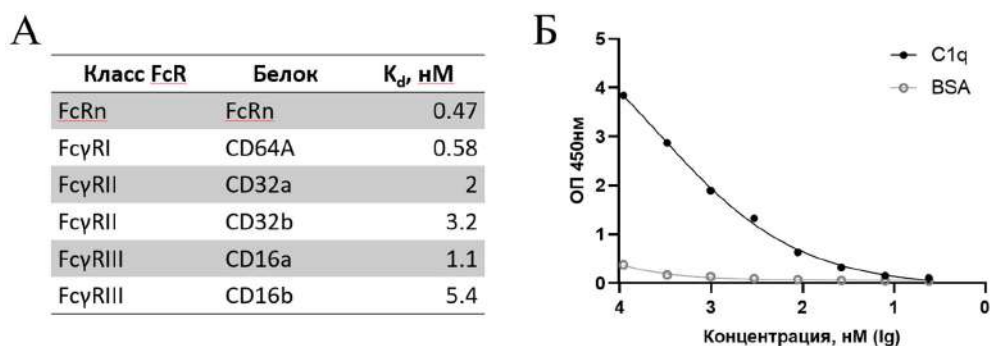 А
Класс FcR Белок Kd, нМ
FcRn FcRn 0.47
FcγRI CD64A 0.58
FcγRII CD32a 2
FcγRII CD32b 3.2
FcγRIII CD16a 1.1
FcγRIII CD16b 5.4
Б
5
4
3
2
1
0
ОП 450нм
C1q
BSA
4 3 2 1 0
Концентрация, нМ (lg)